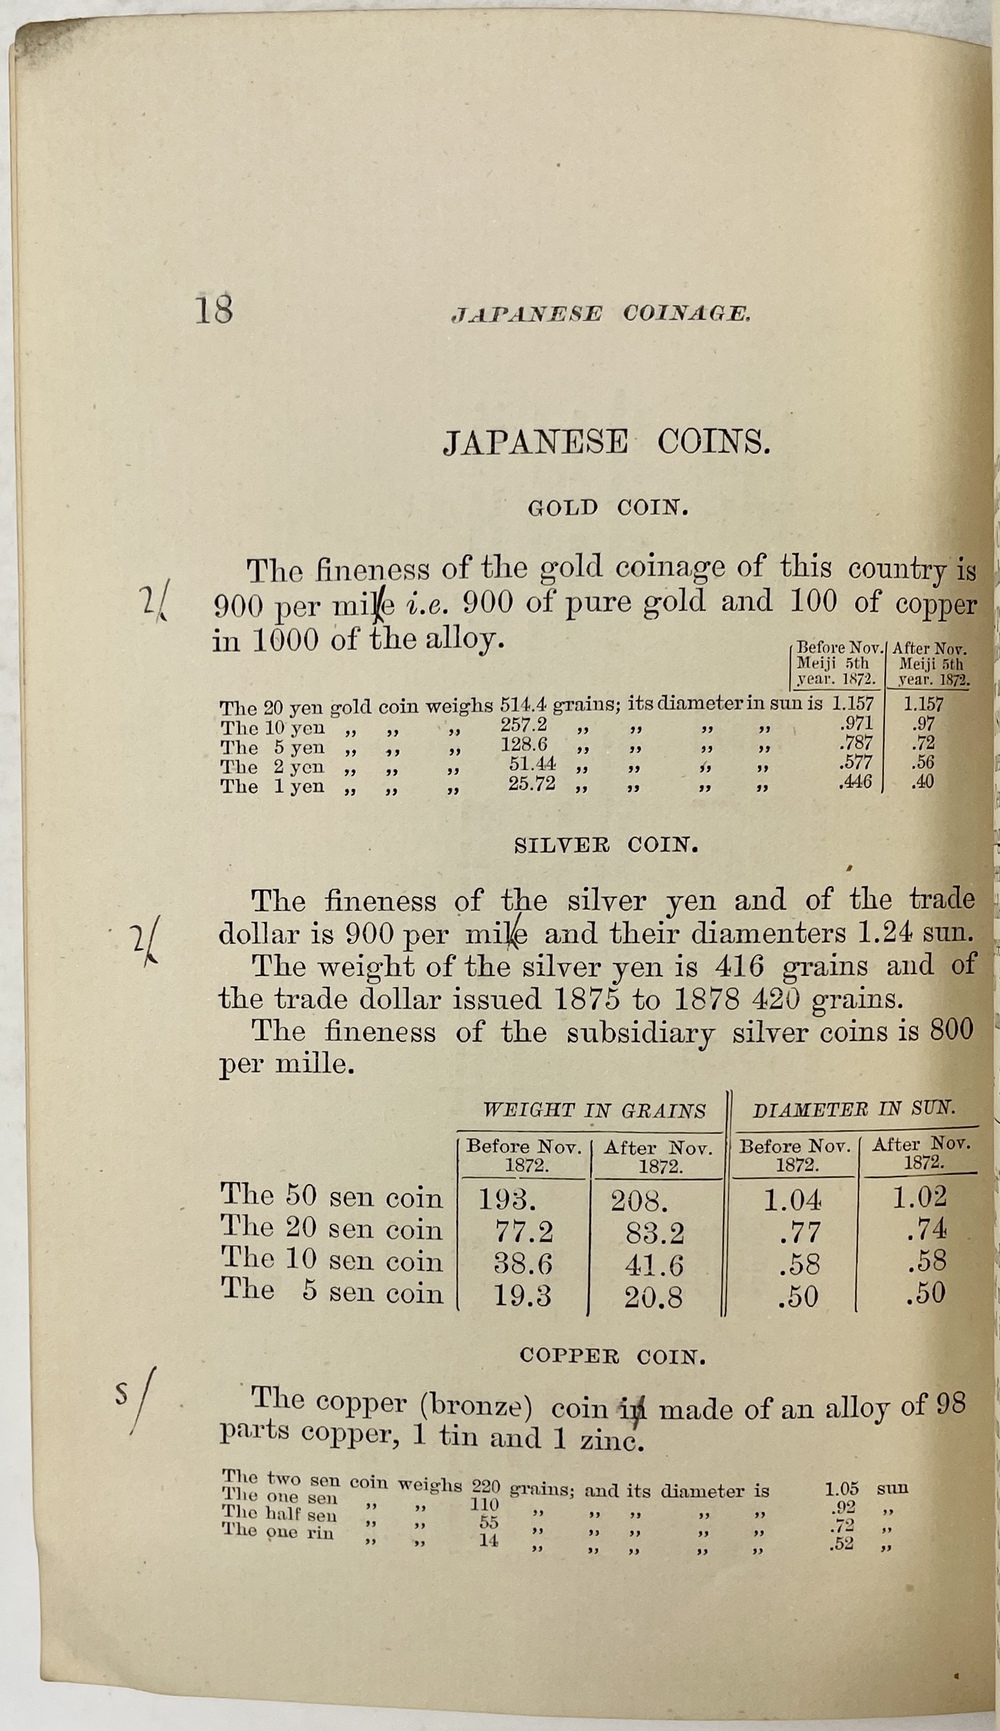 18 JAPANESE COINAGE.
JAPANESE COINS.
GOLD COIN.
The fineness of the gold coinage of this country is
2/ 900 per mile i.e. 900 of pure gold and 100 of copper
in 1000 of the alloy.
Before Nov. Meiji 5th year. 1872. After Nov. Meiji 5th year. 1872.
The 20 yen gold coin weighs 514.4 grains; its diameter in sun is 1.157 1.157
The 10 yen ,, ,, ,, 257.2 ,, ,, ,, ,, .971 .97
The 5 yen ,, ,, ,, 128.6 ,, ,, ,, ,, .787 .72
The 2 yen ,, ,, ,, 51.44 ,, ,, ,, ,, .577 .56
The 1 yen ,, ,, ,, 25.72 ,, ,, ,, ,, .446 .40
SILVER COIN.
The fineness of the silver yen and of the trade
2/ dollar is 900 per mile and their diamenters 1.24 sun.
The weight of the silver yen is 416 grains and of
the trade dollar issued 1875 to 1878 420 grains.
The fineness of the subsidiary silver coins is 800
per mille.
WEIGHT IN GRAINS DIAMETER IN SUN.
Before Nov. 1872. After Nov. 1872. Before Nov. 1872. After Nov. 1872.
The 50 sen coin 193. 208. 1.04 1.02
The 20 sen coin 77.2 83.2 .77 .74
The 10 sen coin 38.6 41.6 .58 .58
The 5 sen coin 19.3 20.8 .50 .50
COPPER COIN.
s/ The copper (bronze) coin in made of an alloy of 98
parts copper, 1 tin and 1 zinc.
The two sen coin weighs 220 grains; and its diameter is 1.05 sun
The one sen ,, ,, 110 ,, ,, ,, ,, ,, .92 ,,
The half sen ,, ,, 55 ,, ,, ,, ,, ,, .72 ,,
The one rin ,, ,, 14 ,, ,, ,, ,, ,, .52 ,,